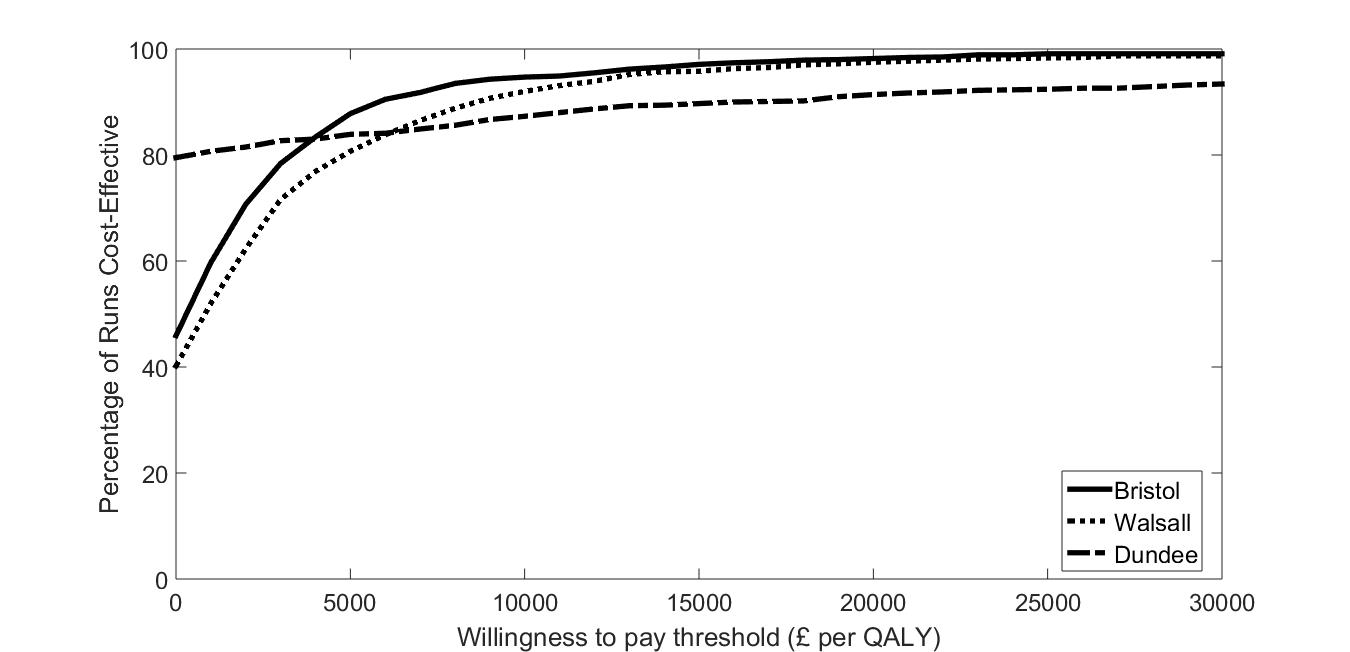 Percentage of Runs Cost-Effective
100
80
60
40
20
0
0 5000 10000 15000 20000 25000 30000
Willingness to pay threshold (£ per QALY)
Bristol
Walsall
Dundee